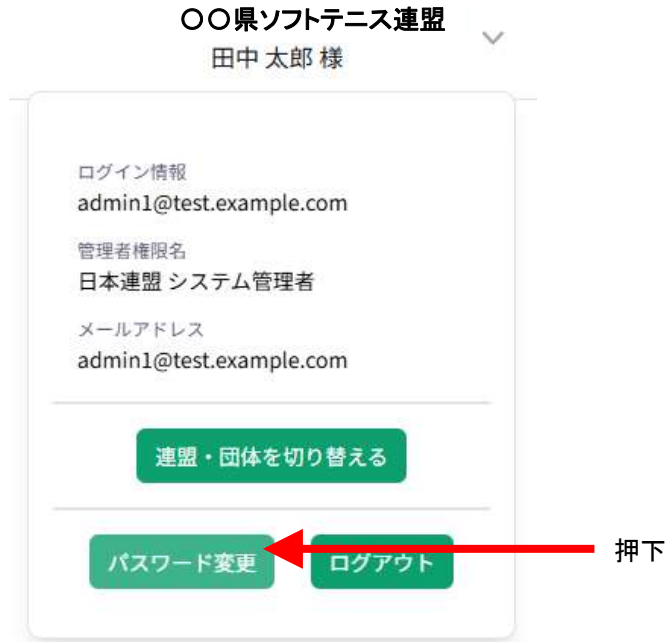 〇〇県ソフトテニス連盟
田中 太郎 様
ログイン情報
admin1@test.example.com
管理者権限名
日本連盟 システム管理者
メールアドレス
admin1@test.example.com
連盟・団体を切り替える
パスワード変更
ログアウト
押下